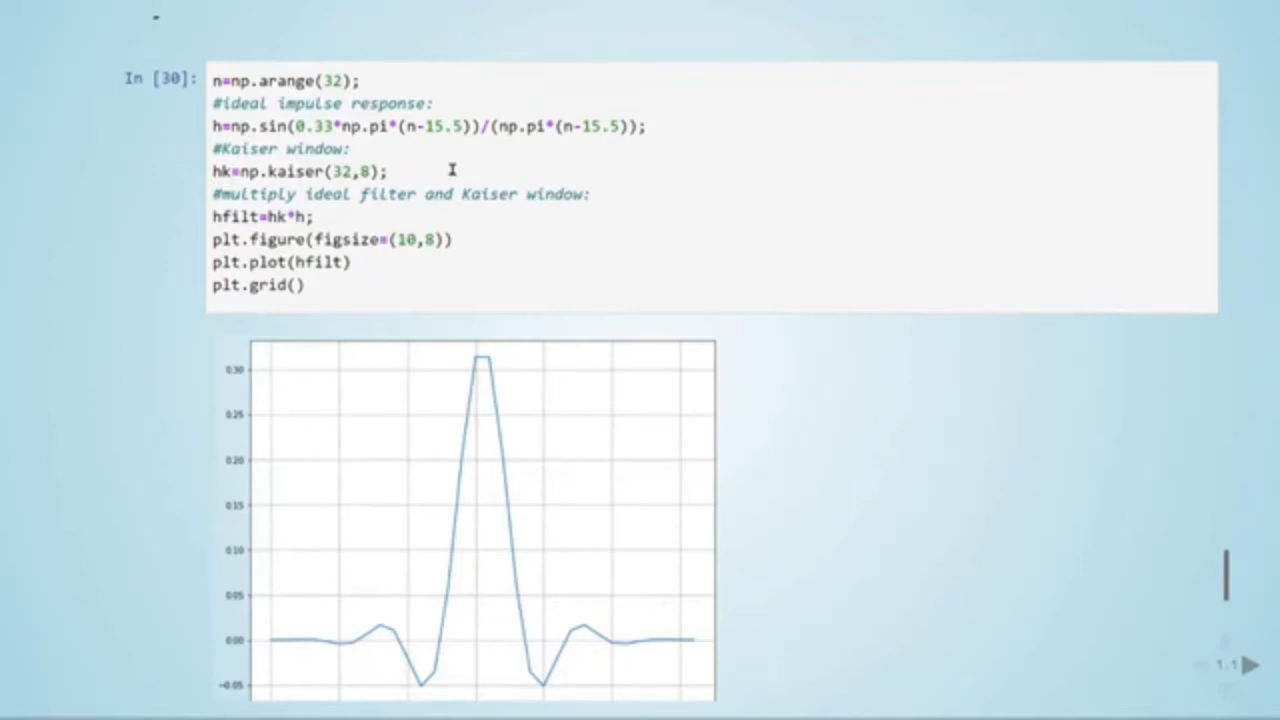 In [30]:
n=np.arange(32);
#ideal impulse response:
h=np.sin(0.33*np.pi*(n-15.5))/(np.pi*(n-15.5));
#Kaiser window:
hk=np.kaiser(32,8);
#multiply ideal filter and Kaiser window:
hfilt=hk*h;
plt.figure(figsize=(10,8))
plt.plot(hfilt)
plt.grid()
0.30
0.25
0.20
0.15
0.10
0.05
0.00
−0.05
1.1